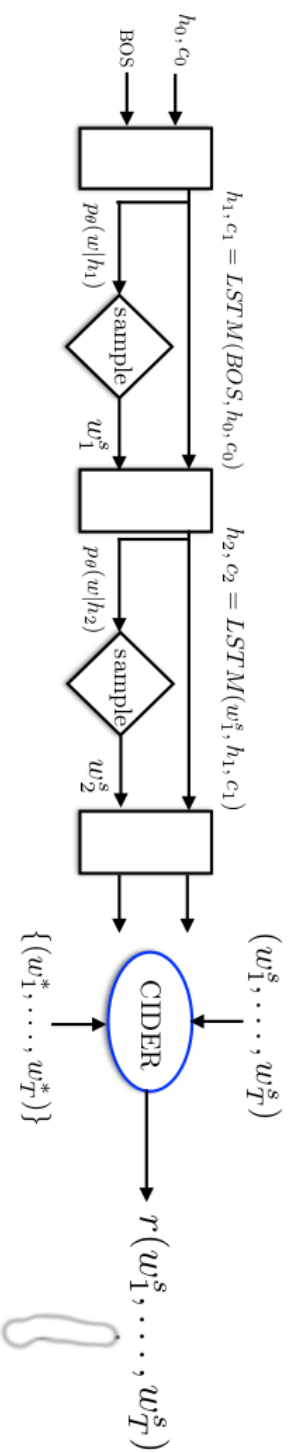 h_0, c_0
BOS
h_1, c_1 = LSTM(BOS, h_0, c_0)
p_θ(w|h_1)
sample
w_1^s
h_2, c_2 = LSTM(w_1^s, h_1, c_1)
p_θ(w|h_2)
sample
w_2^s
(w_1^s, . . . , w_T^s)
CIDER
{(w_1^*, . . . , w_T^*)}
r(w_1^s, . . . , w_T^s)